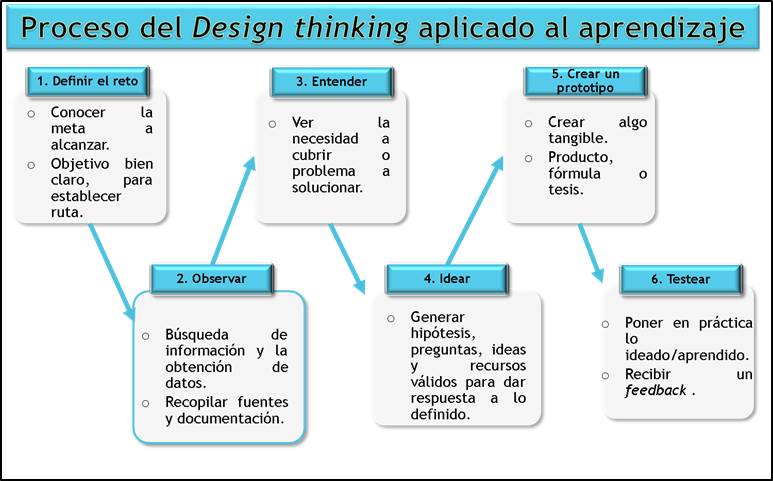 Proceso del Design thinking aplicado al aprendizaje
1. Definir el reto
○ Conocer la
meta a
alcanzar.
○ Objetivo bien
claro, para
establecer
ruta.
2. Observar
○ Búsqueda de
información y la
obtención de
datos.
○ Recopilar fuentes
y documentación.
3. Entender
○ Ver la
necesidad a
cubrir o
problema a
solucionar.
4. Idear
○ Generar
hipótesis,
preguntas, ideas
y recursos
válidos para dar
respuesta a lo
definido.
5. Crear un
prototipo
○ Crear algo
tangible.
○ Producto,
fórmula o
tesis.
6. Testear
○ Poner en práctica
lo
ideado/aprendido.
○ Recibir un
feedback .